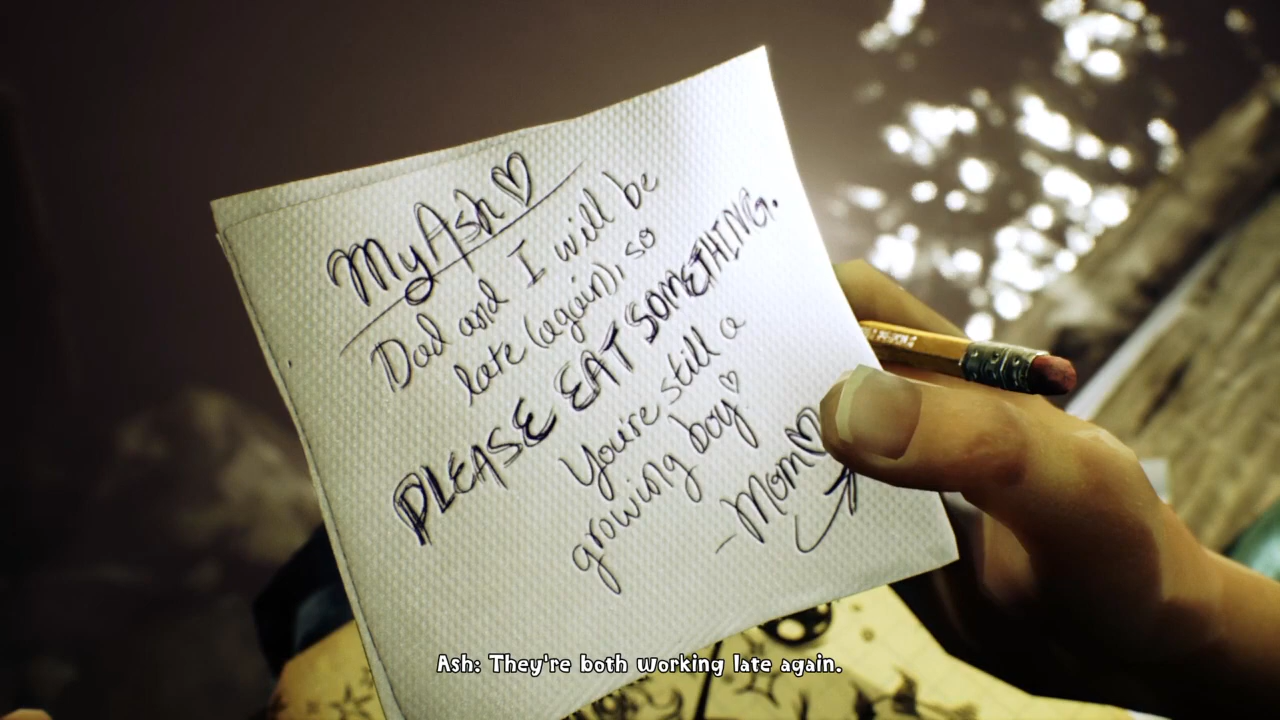 My Ash ♡
Dad and I will be
late (again), so
PLEASE EAT SOMETHING.
You're still a
growing boy ♡
-Mom ♡
Ash: They're both working late again.